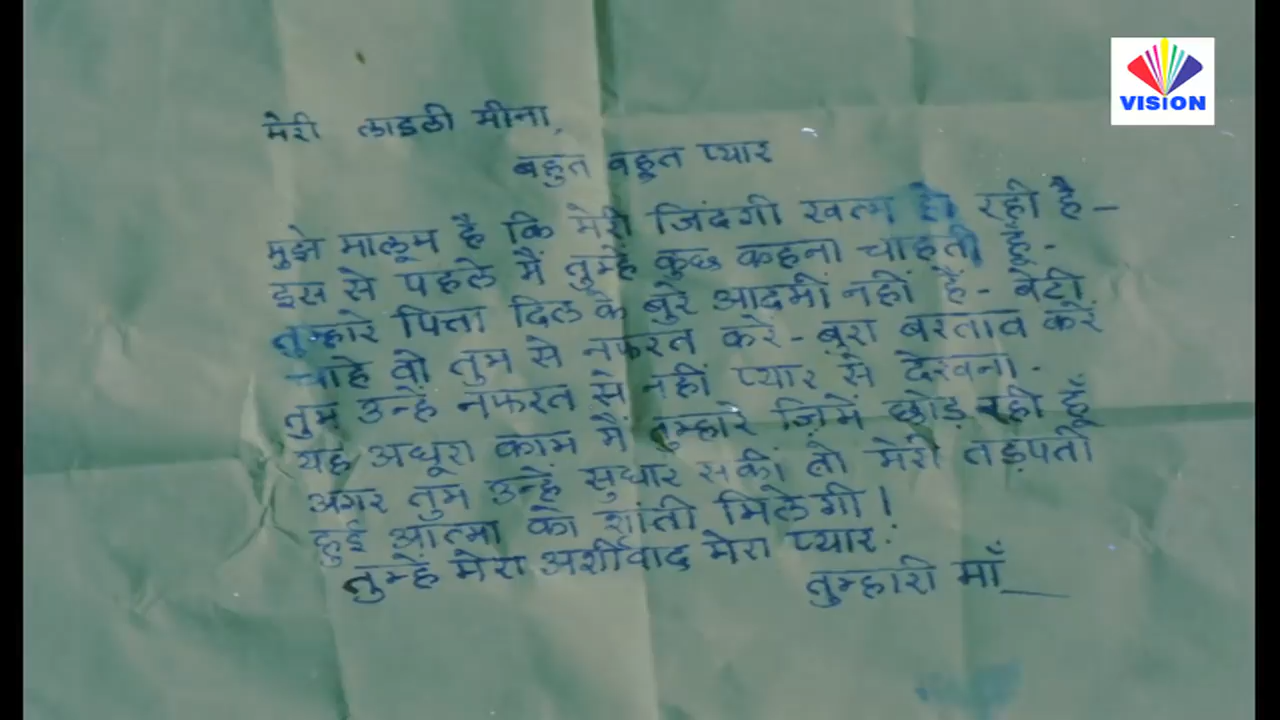 VISION
मेरी लाडली मीना,
बहुत बहुत प्यार
मुझे मालूम है कि मेरी जिंदगी खत्म हो रही है -
इस से पहले मैं तुम्हें कुछ कहना चाहती हूँ -
तुम्हारे पिता दिल के बुरे आदमी नहीं हैं - बेटी
चाहे वो तुम से नफरत करें - बुरा बरताव करें
तुम उन्हें नफरत से नहीं प्यार से देखना -
यह अधूरा काम मैं तुम्हारे ज़िमें छोड़ रही हूँ
अगर तुम उन्हें सुधार सकीं तो मेरी तड़पती
हुई आत्मा को शांती मिलेगी।
तुम्हें मेरा अर्शीवाद मेरा प्यार:
तुम्हारी माँ